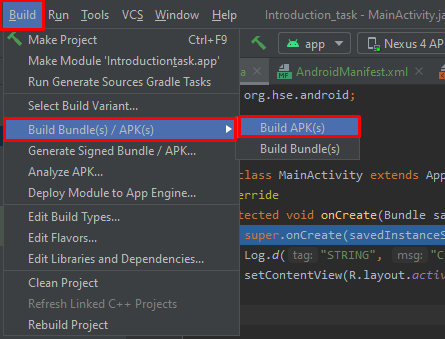 Build Run Tools VCS Window Help Introduction_task - MainActivity.ja
Make Project Ctrl+F9
app Nexus 4 AP
Make Module 'Introductiontask.app'
Run Generate Sources Gradle Tasks
AndroidManifest.xml
Select Build Variant...
org.hse.android;
Build Bundle(s) / APK(s)
Build APK(s)
Generate Signed Bundle / APK...
Build Bundle(s)
Analyze APK...
class MainActivity extends App
Deploy Module to App Engine...
erride
Edit Build Types...
tected void onCreate(Bundle sa
Edit Flavors...
super.onCreate(savedInstanceS
Edit Libraries and Dependencies...
Log.d( tag: "STRING", msg: "C
Clean Project
setContentView(R.layout.activ
Refresh Linked C++ Projects
Rebuild Project